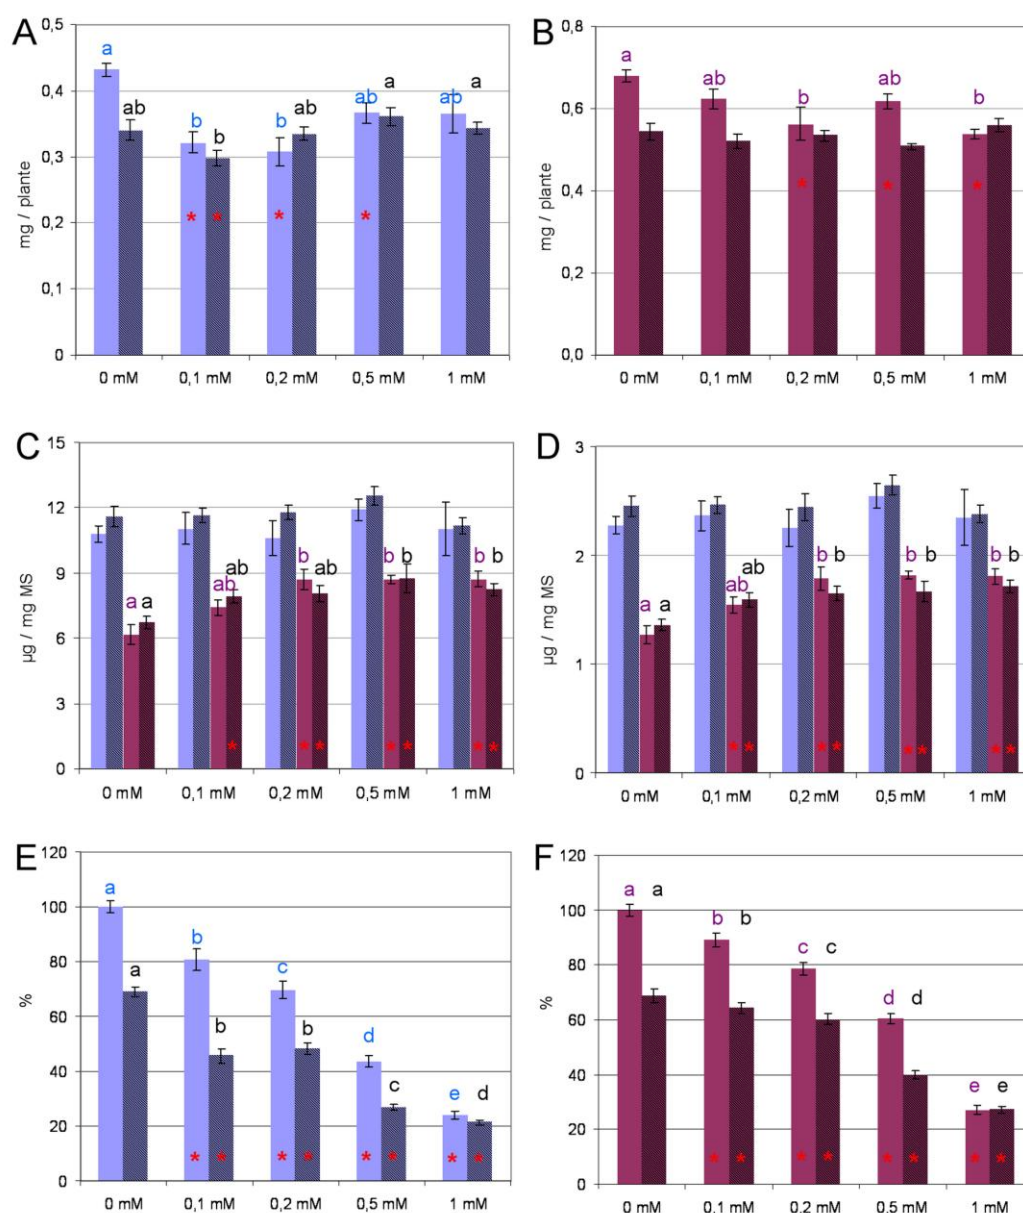 A
mg / plante
0,5
0,4
0,3
0,2
0,1
0
a ab b b b ab ab a ab a
* * * *
0 mM 0,1 mM 0,2 mM 0,5 mM 1 mM
B
mg / plante
0,8
0,6
0,4
0,2
0,0
a ab b ab b
* * *
0 mM 0,1 mM 0,2 mM 0,5 mM 1 mM
C
µg / mg MS
15
12
9
6
3
0
a a ab ab b ab b b b b
* * * * * * *
0 mM 0,1 mM 0,2 mM 0,5 mM 1 mM
D
µg / mg MS
3
2
1
0
a a ab ab b b b b b b
* * * * * * * *
0 mM 0,1 mM 0,2 mM 0,5 mM 1 mM
E
%
120
100
80
60
40
20
0
a a b b c b d c e d
* * * * * * * *
0 mM 0,1 mM 0,2 mM 0,5 mM 1 mM
F
%
120
100
80
60
40
20
0
a a b b c c d d e e
* * * * * * * *
0 mM 0,1 mM 0,2 mM 0,5 mM 1 mM